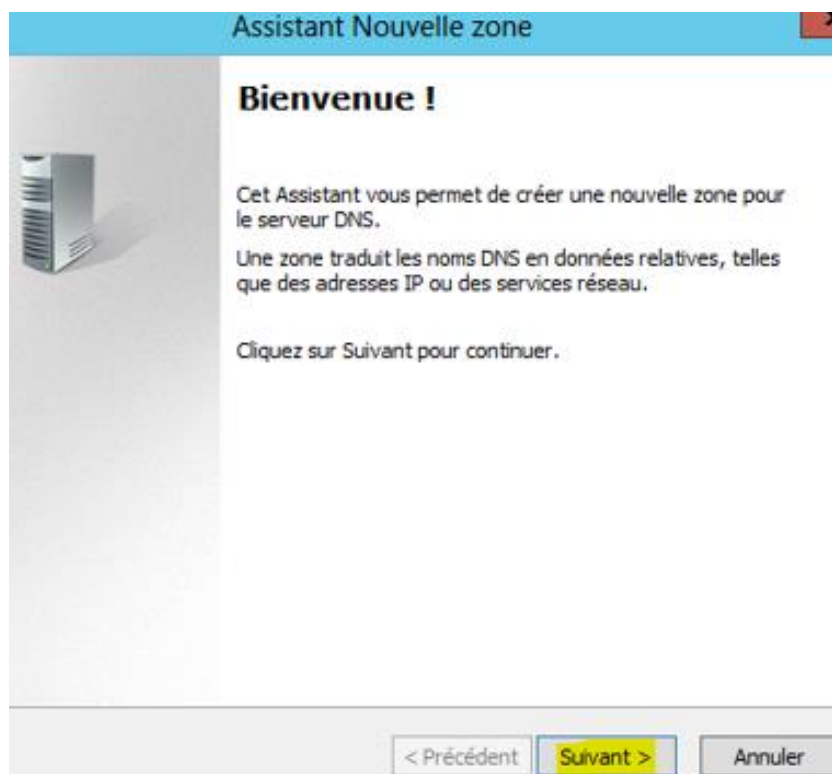 Assistant Nouvelle zone
Bienvenue !
Cet Assistant vous permet de créer une nouvelle zone pour
le serveur DNS.
Une zone traduit les noms DNS en données relatives, telles
que des adresses IP ou des services réseau.
Cliquez sur Suivant pour continuer.
< Précédent Suivant > Annuler